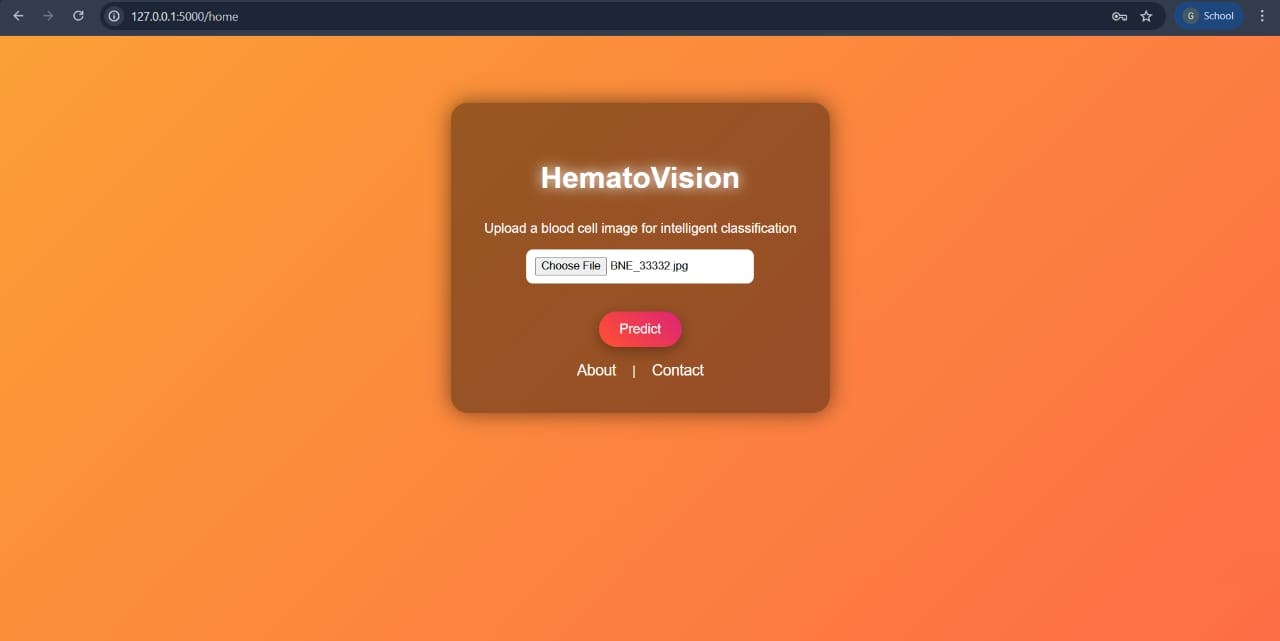 127.0.0.1:5000/home
G School
HematoVision
Upload a blood cell image for intelligent classification
Choose File BNE_33332.jpg
Predict
About | Contact